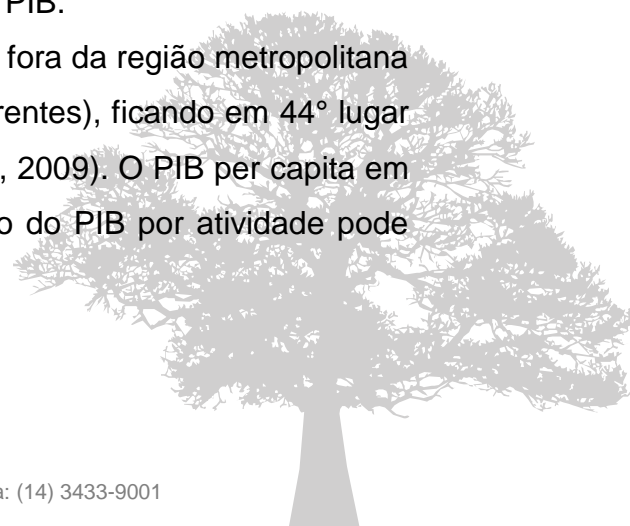 PIB.
fora da região metropolitana
rentes), ficando em 44° lugar
, 2009). O PIB per capita em
o do PIB por atividade pode
a: (14) 3433-9001